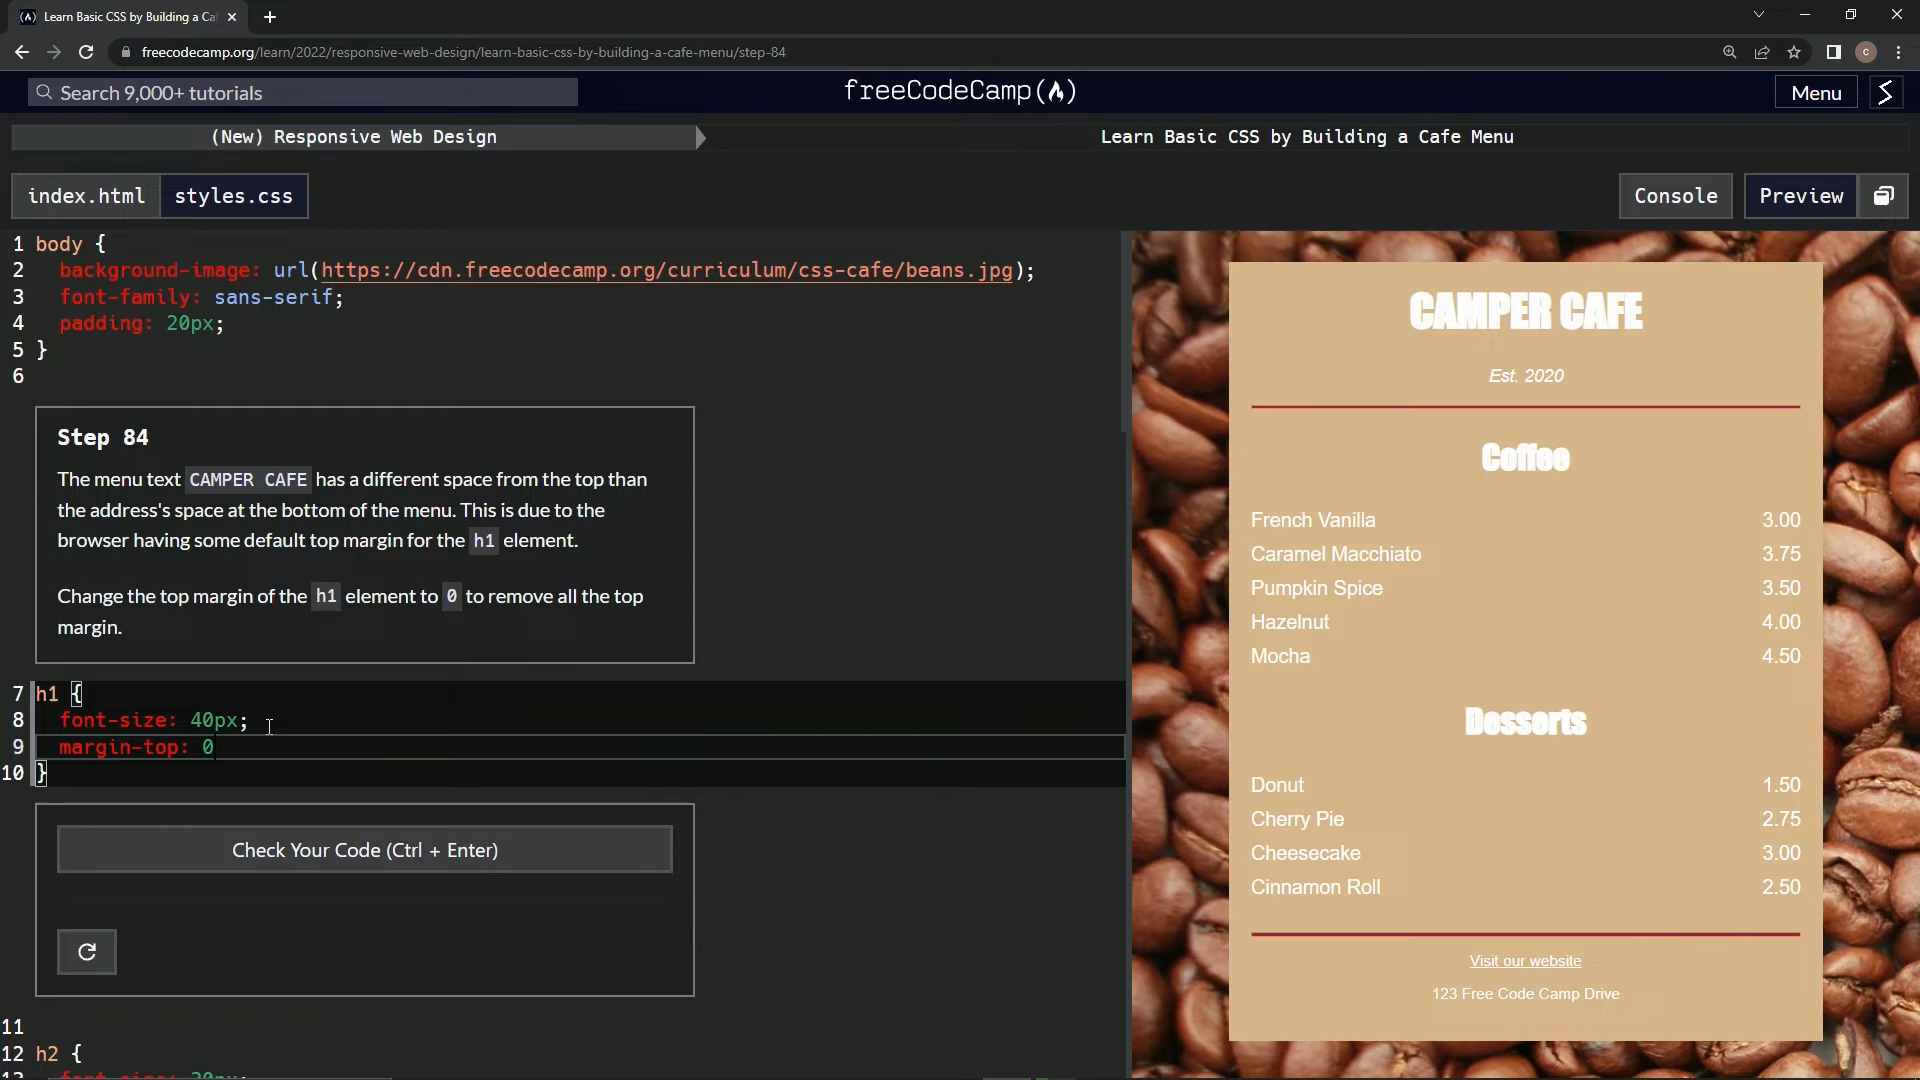 Learn Basic CSS by Building a Caf
freecodecamp.org/learn/2022/responsive-web-design/learn-basic-css-by-building-a-cafe-menu/step-84
C
Search 9,000+ tutorials
freeCodeCamp
Menu
(New) Responsive Web Design
Learn Basic CSS by Building a Cafe Menu
index.html
styles.css
Console
Preview
1 body {
2 background-image: url(https://cdn.freecodecamp.org/curriculum/css-cafe/beans.jpg);
3 font-family: sans-serif;
4 padding: 20px;
5 }
6
Step 84
The menu text CAMPER CAFE has a different space from the top than
the address's space at the bottom of the menu. This is due to the
browser having some default top margin for the h1 element.
Change the top margin of the h1 element to 0 to remove all the top
margin.
7 h1 {
8 font-size: 40px;
9 margin-top: 0
10 }
Check Your Code (Ctrl + Enter)
11
12 h2 {
13 font-size: 30px;
CAMPER CAFE
Est. 2020
Coffee
French Vanilla 3.00
Caramel Macchiato 3.75
Pumpkin Spice 3.50
Hazelnut 4.00
Mocha 4.50
Desserts
Donut 1.50
Cherry Pie 2.75
Cheesecake 3.00
Cinnamon Roll 2.50
Visit our website
123 Free Code Camp Drive